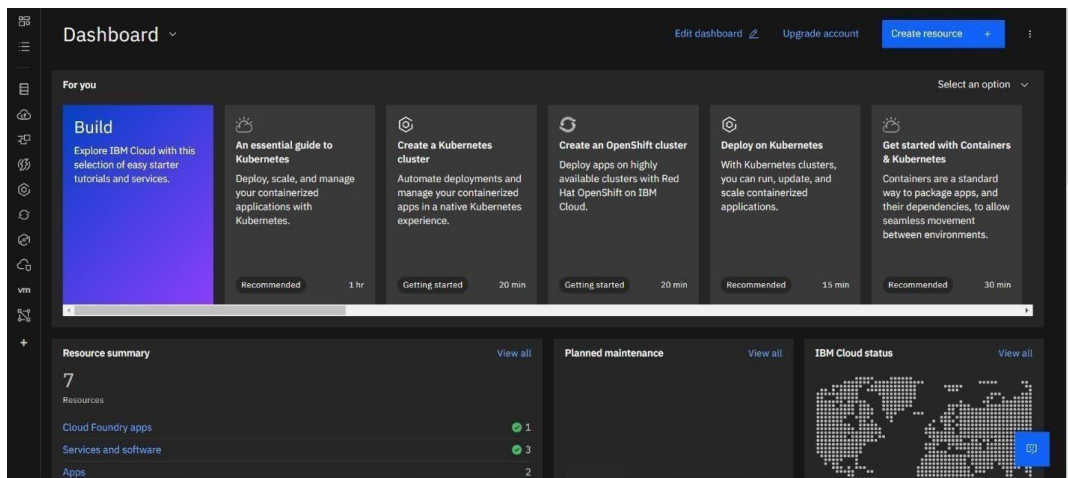 Dashboard
Edit dashboard
Upgrade account
Create resource +
For you
Select an option
Build
Explore IBM Cloud with this
selection of easy starter
tutorials and services.
An essential guide to
Kubernetes
Deploy, scale, and manage
your containerized
applications with
Kubernetes.
Recommended
1 hr
Create a Kubernetes
cluster
Automate deployments and
manage your containerized
apps in a native Kubernetes
experience.
Getting started
20 min
Create an OpenShift cluster
Deploy apps on highly
available clusters with Red
Hat OpenShift on IBM
Cloud.
Getting started
20 min
Deploy on Kubernetes
With Kubernetes clusters,
you can run, update, and
scale containerized
applications.
Recommended
15 min
Get started with Containers
& Kubernetes
Containers are a standard
way to package apps, and
their dependencies, to allow
seamless movement
between environments.
Recommended
30 min
vm
Resource summary
View all
7
Resources
Cloud Foundry apps
1
Services and software
3
Apps
2
Planned maintenance
View all
IBM Cloud status
View all